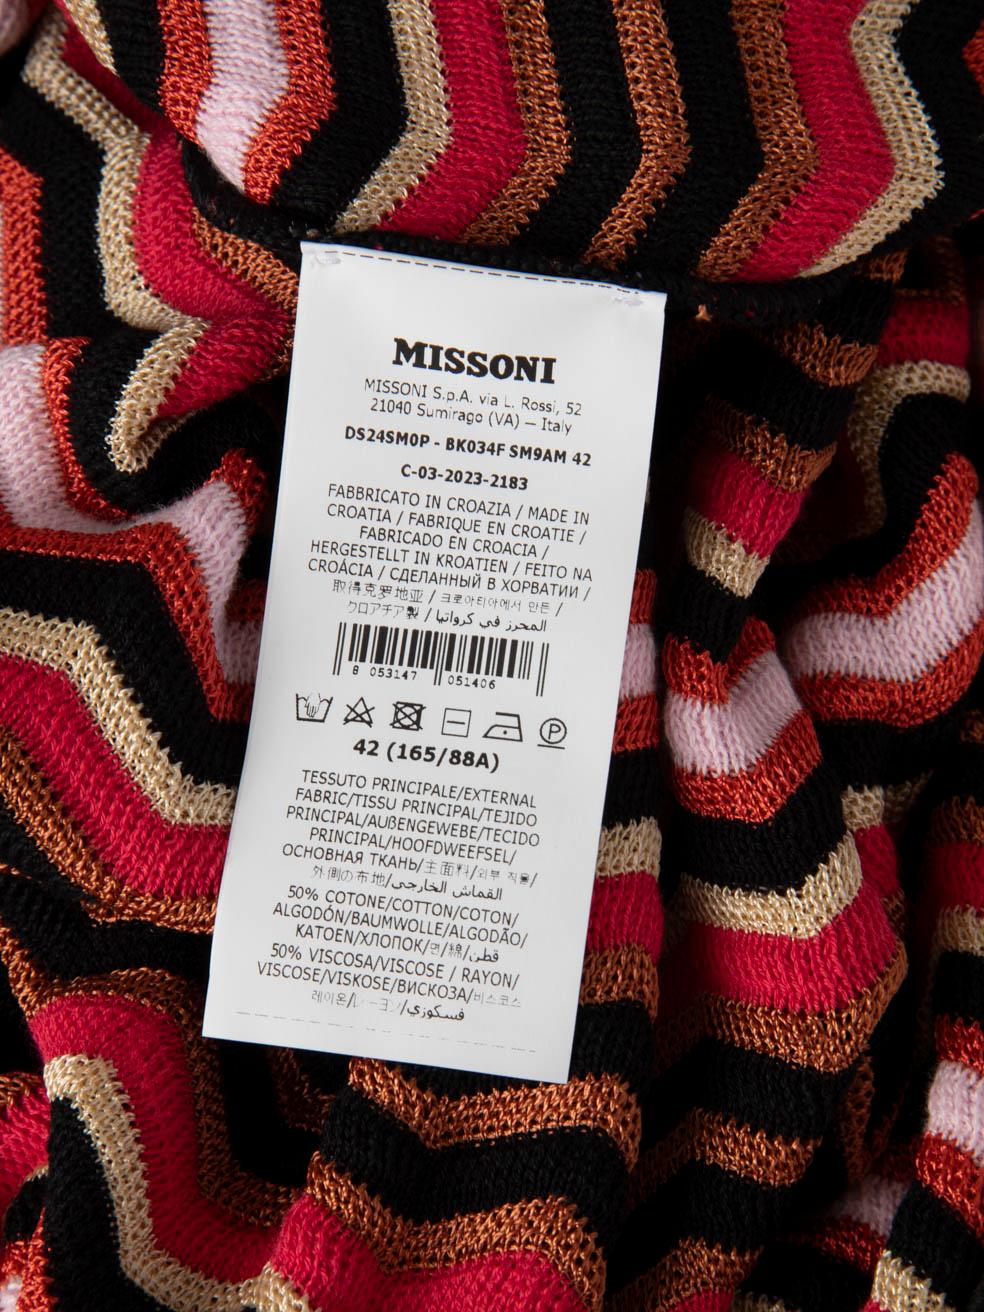 MISSONI
MISSONI S.p.A. via L. Rossi, 52
21040 Sumirago (VA) — Italy
DS24SM0P - BK034F SM9AM 42
C-03-2023-2183
FABBRICATO IN CROAZIA / MADE IN
CROATIA / FABRIQUE EN CROATIE /
FABRICADO EN CROACIA /
HERGESTELLT IN KROATIEN / FEITO NA
CROÁCIA / СДЕЛАННЫЙ В ХОРВАТИИ /
取得克罗地亚 / 크로아티아에서 만든 /
クロアチア製 / المحرز في كرواتيا
8 053147 051406
P
42 (165/88A)
TESSUTO PRINCIPALE/EXTERNAL
FABRIC/TISSU PRINCIPAL/TEJIDO
PRINCIPAL/AUßENGEWEBE/TECIDO
PRINCIPAL/HOOFDWEEFSEL/
ОСНОВНАЯ ТКАНЬ/主面料/외부 직물/
外側の布地/القماش الخارجي
50% COTONE/COTTON/COTON/
ALGODÓN/BAUMWOLLE/ALGODÃO/
KATOEN/ХЛОПОК/면/綿/قطن
50% VISCOSA/VISCOSE / RAYON/
VISCOSE/VISKOSE/ВИСКОЗА/비스코스
레이온/レーヨン/فسكوزي